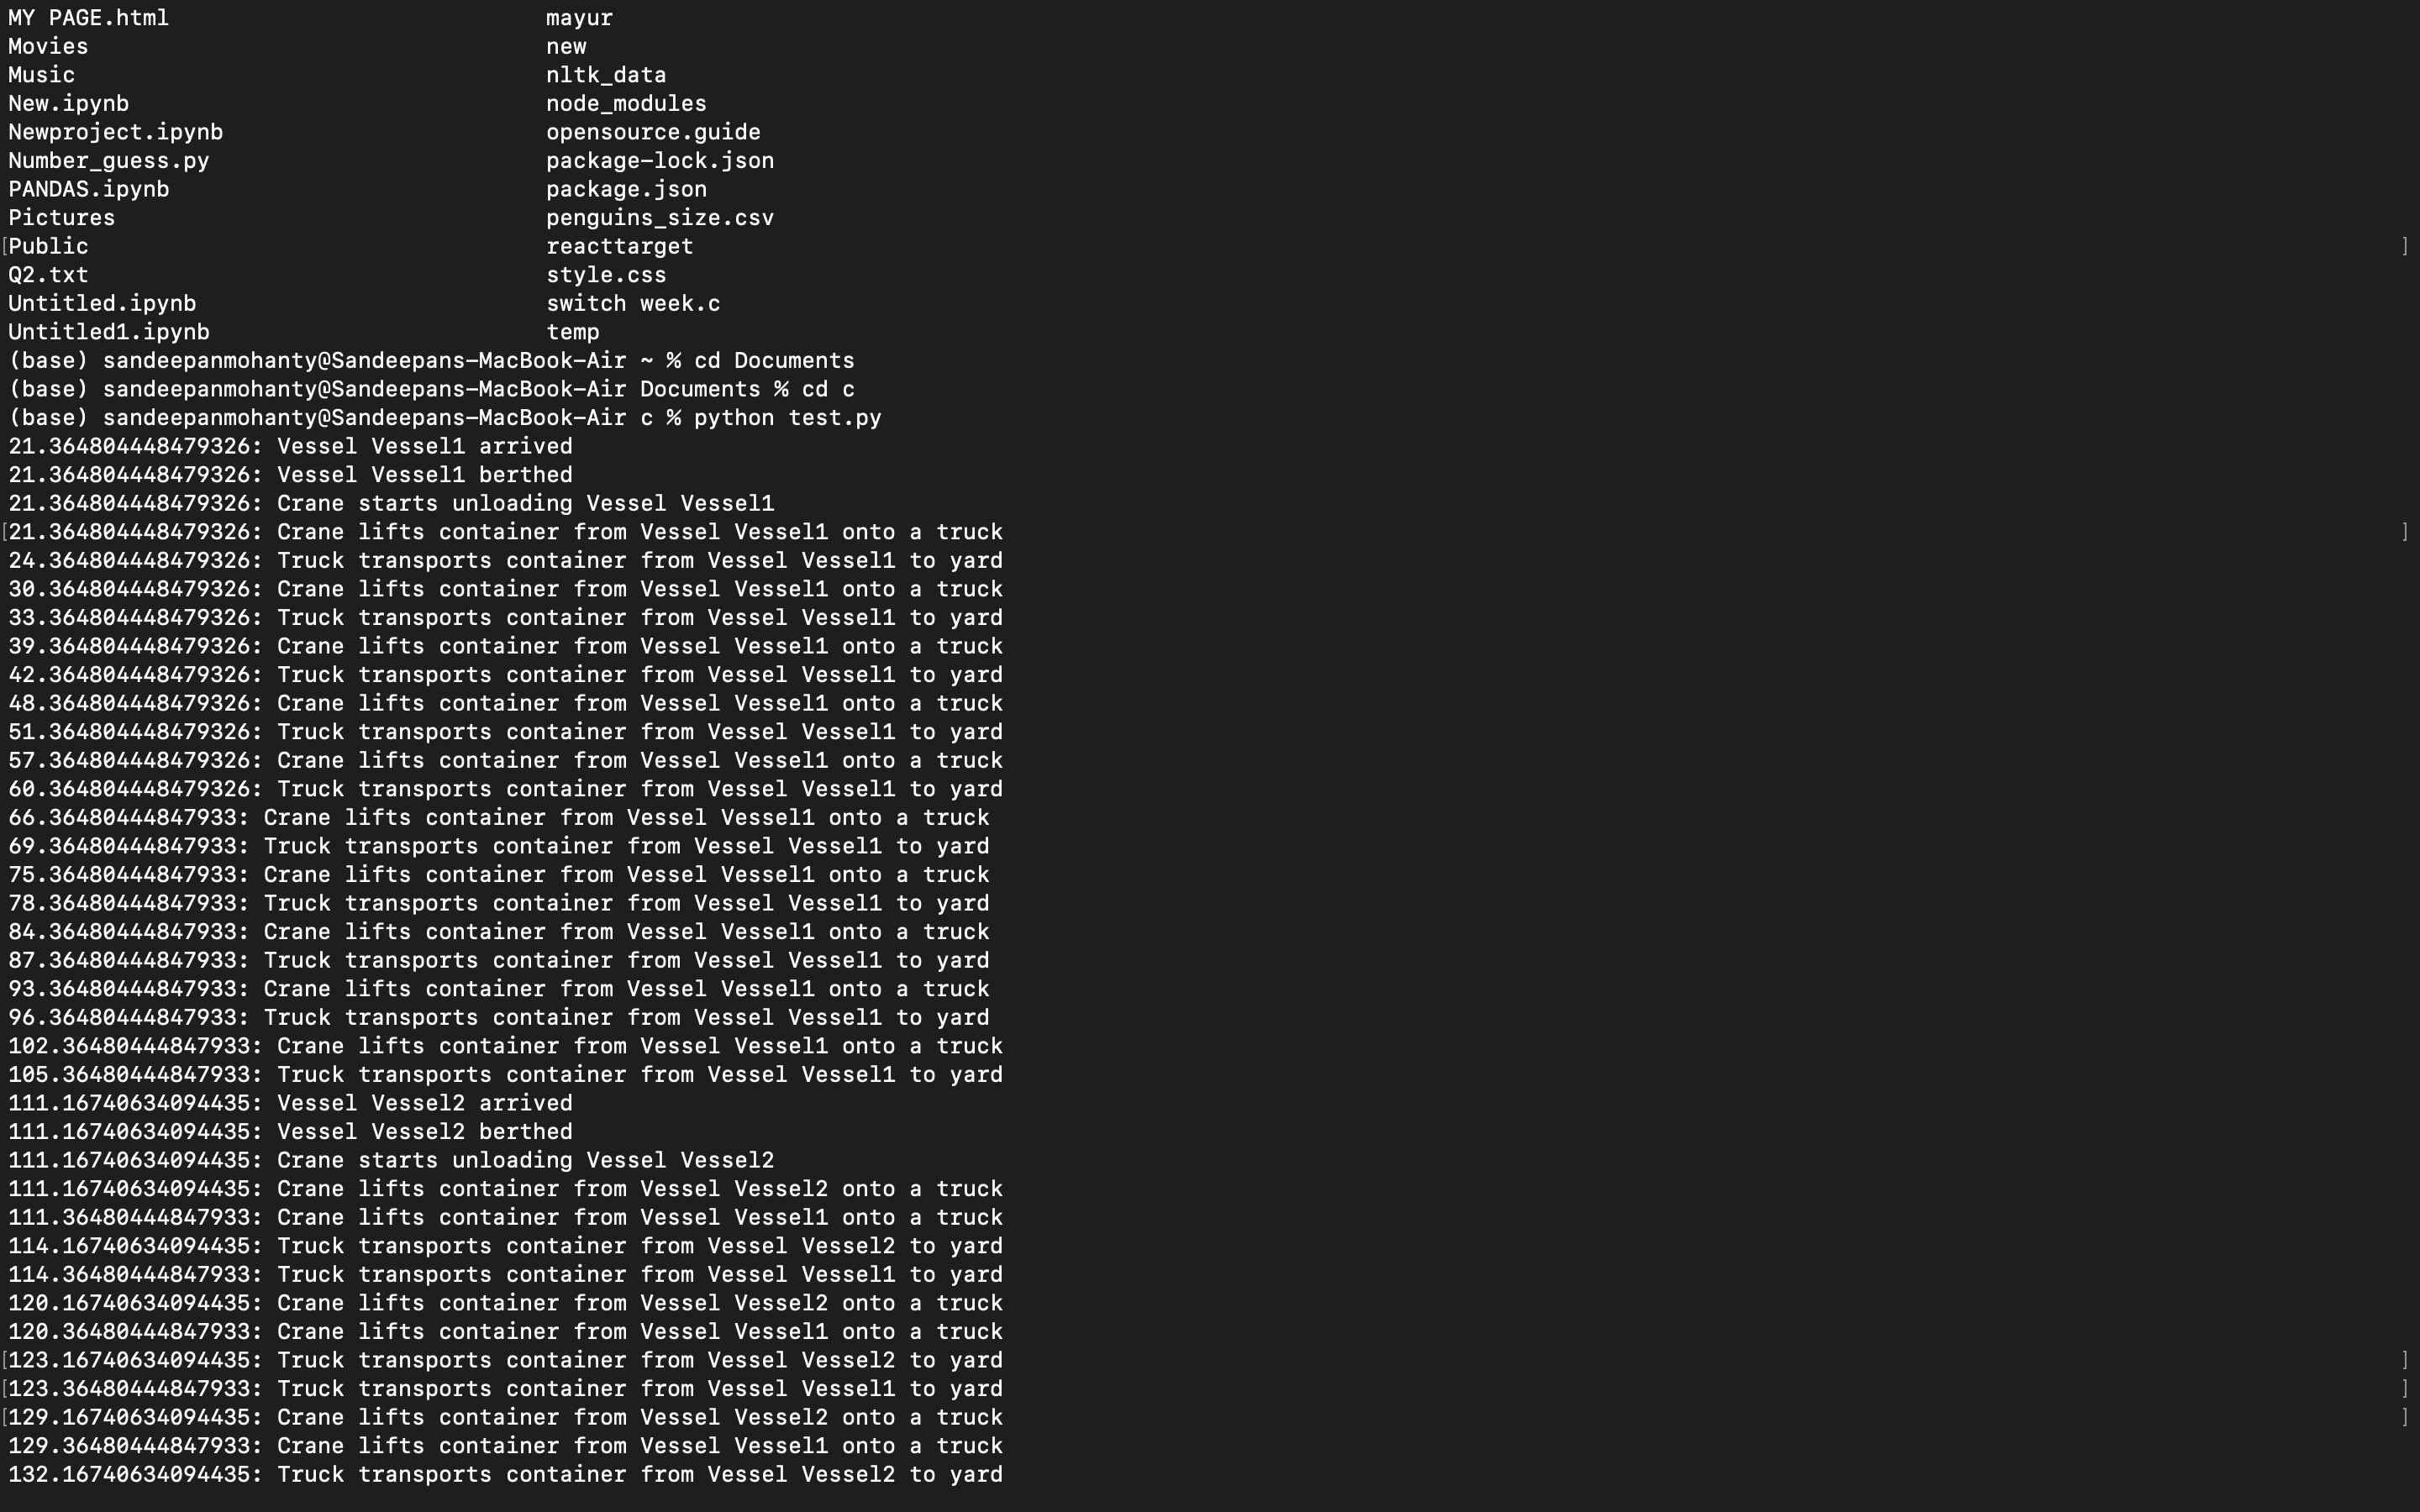 MY PAGE.html mayur
Movies new
Music nltk_data
New.ipynb node_modules
Newproject.ipynb opensource.guide
Number_guess.py package-lock.json
PANDAS.ipynb package.json
Pictures penguins_size.csv
[Public reacttarget ]
Q2.txt style.css
Untitled.ipynb switch week.c
Untitled1.ipynb temp
(base) sandeepanmohanty@Sandeepans-MacBook-Air ~ % cd Documents
(base) sandeepanmohanty@Sandeepans-MacBook-Air Documents % cd c
(base) sandeepanmohanty@Sandeepans-MacBook-Air c % python test.py
21.364804448479326: Vessel Vessel1 arrived
21.364804448479326: Vessel Vessel1 berthed
21.364804448479326: Crane starts unloading Vessel Vessel1
[21.364804448479326: Crane lifts container from Vessel Vessel1 onto a truck ]
24.364804448479326: Truck transports container from Vessel Vessel1 to yard
30.364804448479326: Crane lifts container from Vessel Vessel1 onto a truck
33.364804448479326: Truck transports container from Vessel Vessel1 to yard
39.364804448479326: Crane lifts container from Vessel Vessel1 onto a truck
42.364804448479326: Truck transports container from Vessel Vessel1 to yard
48.364804448479326: Crane lifts container from Vessel Vessel1 onto a truck
51.364804448479326: Truck transports container from Vessel Vessel1 to yard
57.364804448479326: Crane lifts container from Vessel Vessel1 onto a truck
60.364804448479326: Truck transports container from Vessel Vessel1 to yard
66.36480444847933: Crane lifts container from Vessel Vessel1 onto a truck
69.36480444847933: Truck transports container from Vessel Vessel1 to yard
75.36480444847933: Crane lifts container from Vessel Vessel1 onto a truck
78.36480444847933: Truck transports container from Vessel Vessel1 to yard
84.36480444847933: Crane lifts container from Vessel Vessel1 onto a truck
87.36480444847933: Truck transports container from Vessel Vessel1 to yard
93.36480444847933: Crane lifts container from Vessel Vessel1 onto a truck
96.36480444847933: Truck transports container from Vessel Vessel1 to yard
102.36480444847933: Crane lifts container from Vessel Vessel1 onto a truck
105.36480444847933: Truck transports container from Vessel Vessel1 to yard
111.16740634094435: Vessel Vessel2 arrived
111.16740634094435: Vessel Vessel2 berthed
111.16740634094435: Crane starts unloading Vessel Vessel2
111.16740634094435: Crane lifts container from Vessel Vessel2 onto a truck
111.36480444847933: Crane lifts container from Vessel Vessel1 onto a truck
114.16740634094435: Truck transports container from Vessel Vessel2 to yard
114.36480444847933: Truck transports container from Vessel Vessel1 to yard
120.16740634094435: Crane lifts container from Vessel Vessel2 onto a truck
120.36480444847933: Crane lifts container from Vessel Vessel1 onto a truck
[123.16740634094435: Truck transports container from Vessel Vessel2 to yard ]
[123.36480444847933: Truck transports container from Vessel Vessel1 to yard ]
[129.16740634094435: Crane lifts container from Vessel Vessel2 onto a truck ]
129.36480444847933: Crane lifts container from Vessel Vessel1 onto a truck
132.16740634094435: Truck transports container from Vessel Vessel2 to yard